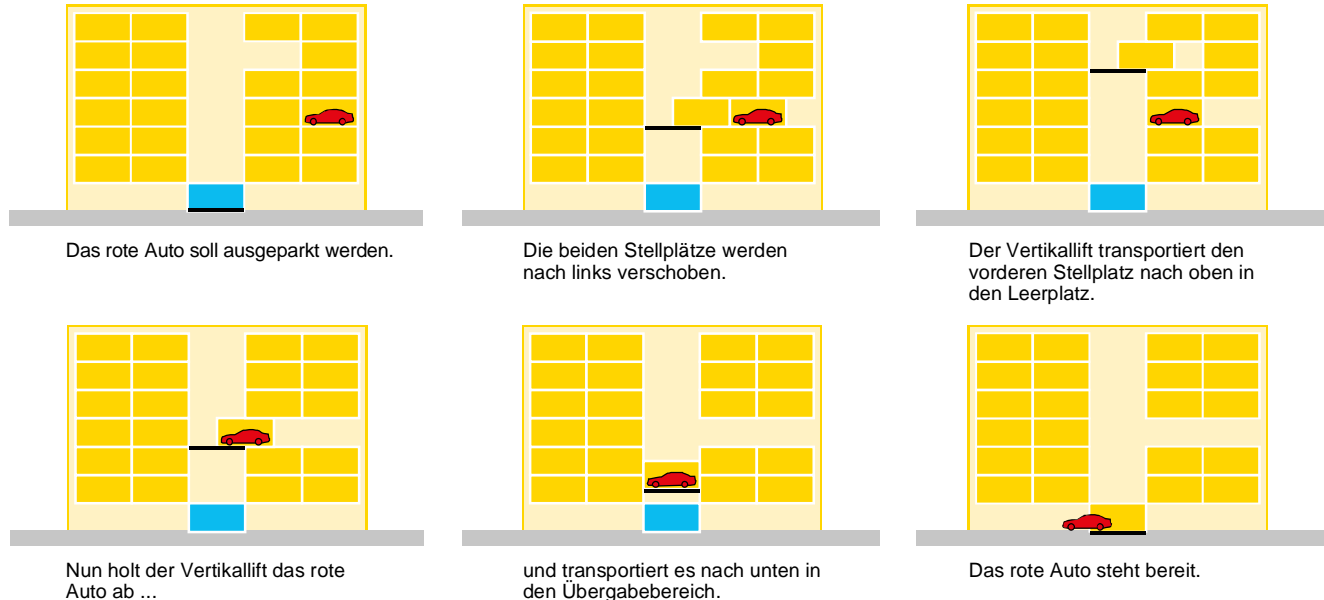 Das rote Auto soll ausgeparkt werden.
Die beiden Stellplätze werden
nach links verschoben.
Der Vertikallift transportiert den
vorderen Stellplatz nach oben in
den Leerplatz.
Nun holt der Vertikallift das rote
Auto ab ...
und transportiert es nach unten in
den Übergabebereich.
Das rote Auto steht bereit.